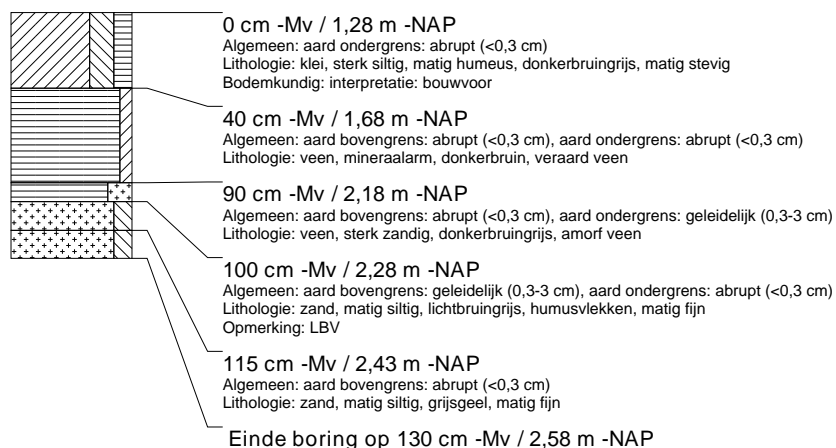 0 cm -Mv / 1,28 m -NAP
Algemeen: aard ondergrens: abrupt (<0,3 cm)
Lithologie: klei, sterk siltig, matig humeus, donkerbruingrijs, matig stevig
Bodemkundig: interpretatie: bouwvoor
40 cm -Mv / 1,68 m -NAP
Algemeen: aard bovengrens: abrupt (<0,3 cm), aard ondergrens: abrupt (<0,3 cm)
Lithologie: veen, mineraalarm, donkerbruin, veraard veen
90 cm -Mv / 2,18 m -NAP
Algemeen: aard bovengrens: abrupt (<0,3 cm), aard ondergrens: geleidelijk (0,3-3 cm)
Lithologie: veen, sterk zandig, donkerbruingrijs, amorf veen
100 cm -Mv / 2,28 m -NAP
Algemeen: aard bovengrens: geleidelijk (0,3-3 cm), aard ondergrens: abrupt (<0,3 cm)
Lithologie: zand, matig siltig, lichtbruingrijs, humusvlekken, matig fijn
Opmerking: LBV
115 cm -Mv / 2,43 m -NAP
Algemeen: aard bovengrens: abrupt (<0,3 cm)
Lithologie: zand, matig siltig, grijsgeel, matig fijn
Einde boring op 130 cm -Mv / 2,58 m -NAP